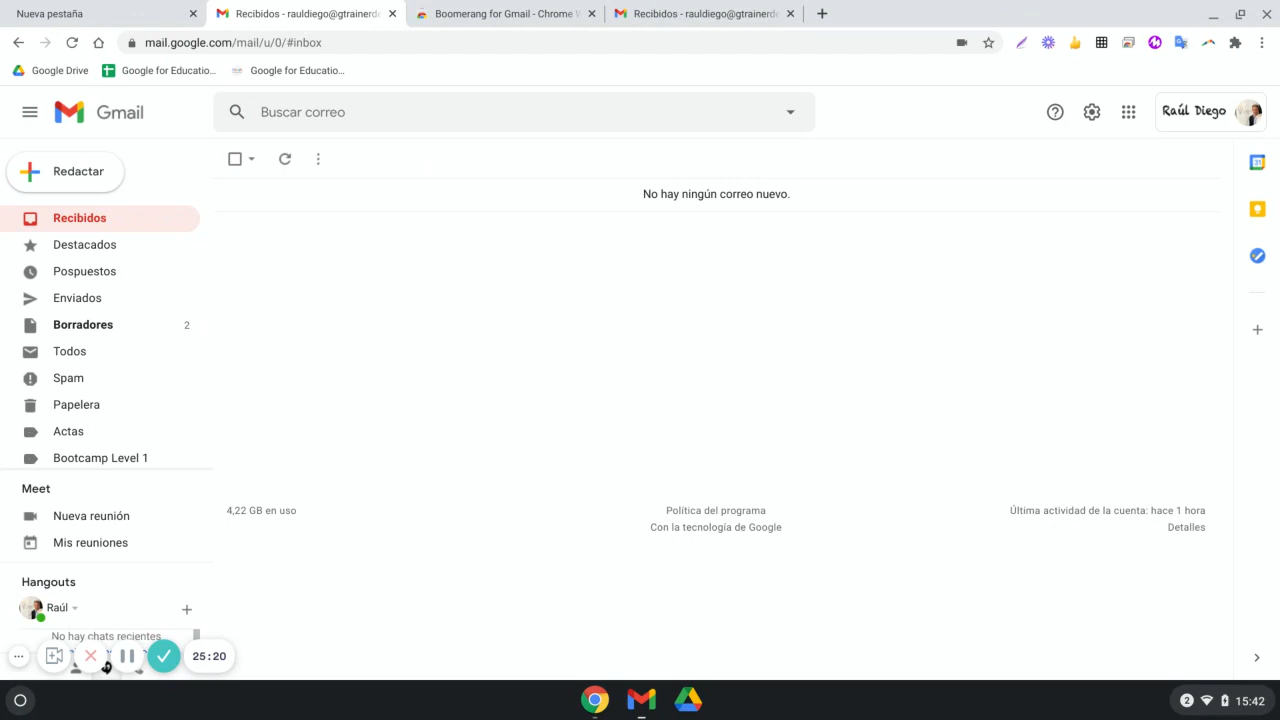 Nueva pestaña
Recibidos - rauldiego@gtrainerde
Boomerang for Gmail - Chrome W
Recibidos - rauldiego@gtrainerde
mail.google.com/mail/u/0/#inbox
Google Drive
Google for Educatio...
Google for Educatio...
Gmail
Buscar correo
Raúl Diego
31
Redactar
No hay ningún correo nuevo.
Recibidos
Destacados
Pospuestos
Enviados
Borradores 2
Todos
Spam
Papelera
Actas
Bootcamp Level 1
Meet
Nueva reunión
Mis reuniones
Hangouts
Raúl
No hay chats recientes
4,22 GB en uso
Política del programa
Con la tecnología de Google
Última actividad de la cuenta: hace 1 hora
Detalles
25:20
2
15:42